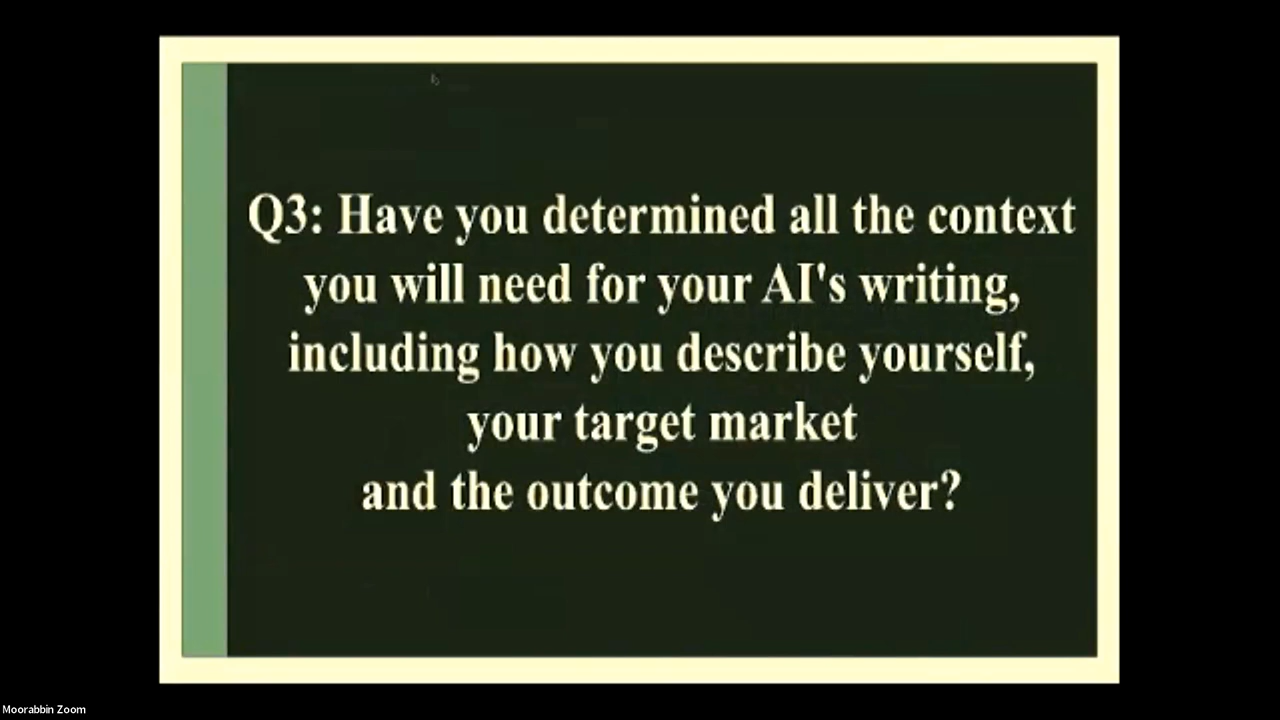 Q3: Have you determined all the context
you will need for your AI's writing,
including how you describe yourself,
your target market
and the outcome you deliver?
Moorabbin Zoom